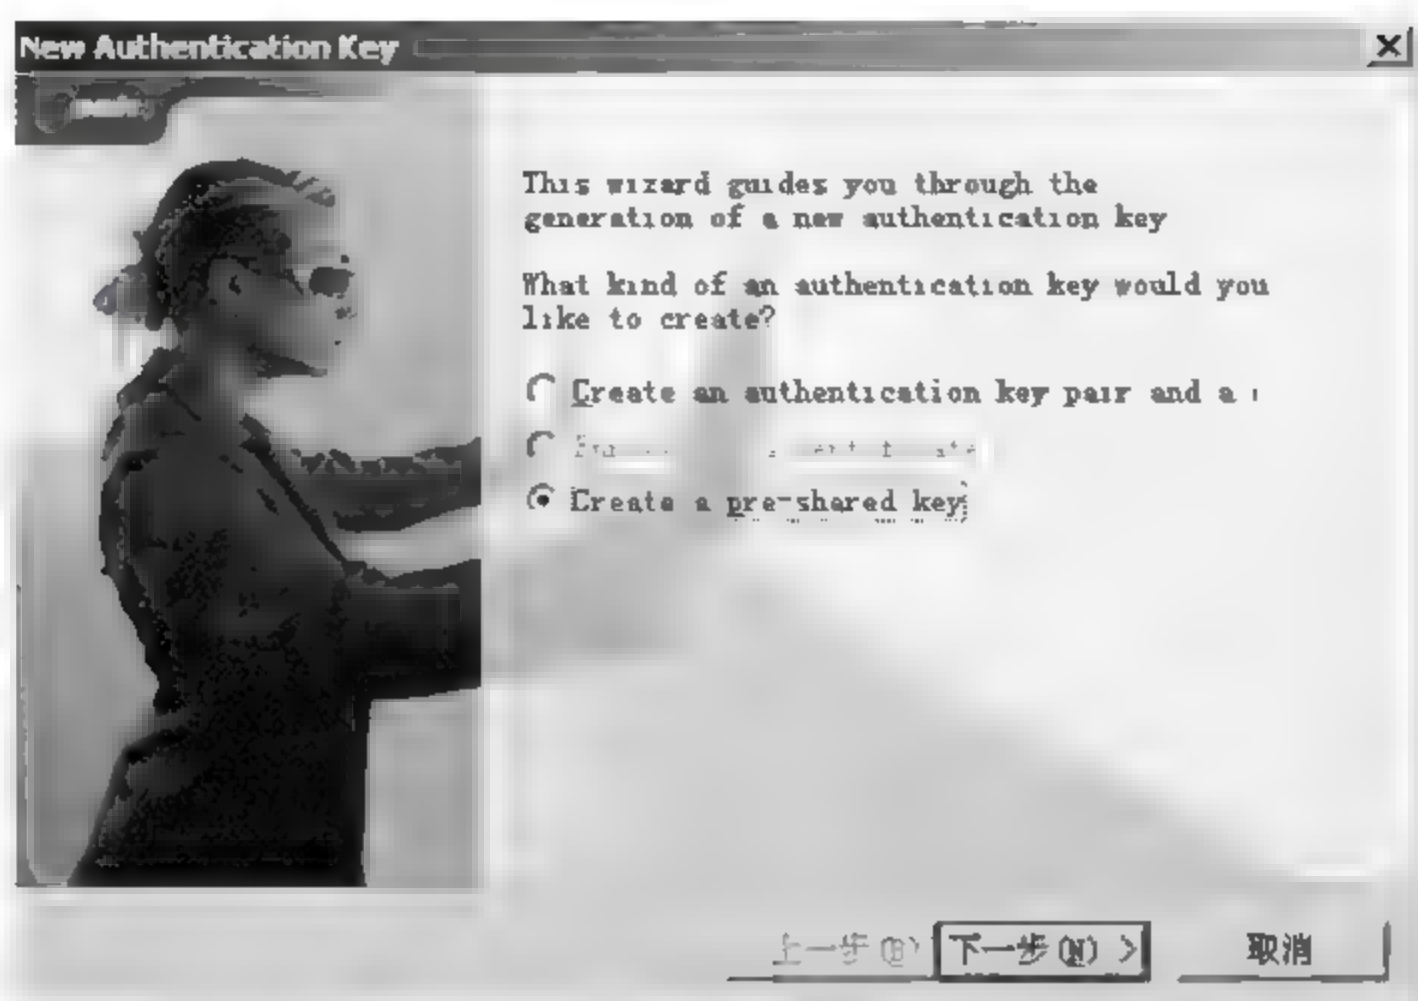 New Authentication Key
This wizard guides you through the
generation of a new authentication key
What kind of an authentication key would you
like to create?
Create an authentication key pair and a
Create a pre-shared key
上一步(B) 下一步(N) > 取消